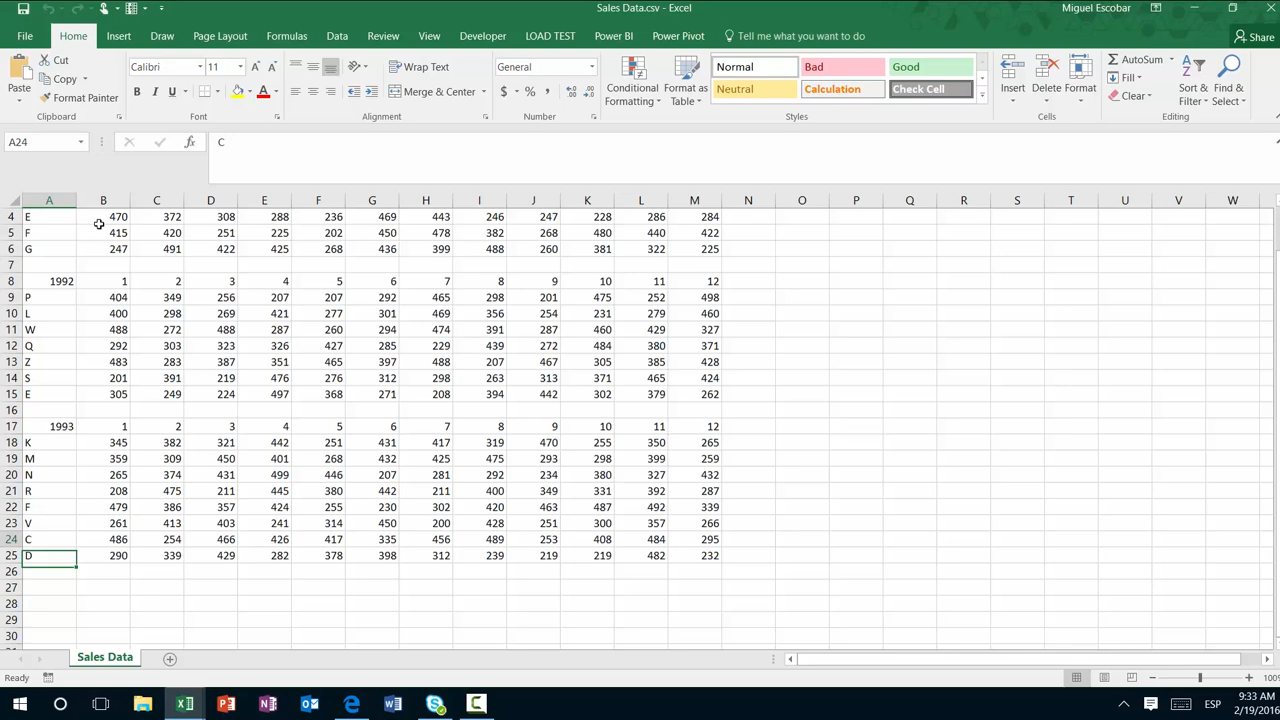 Sales Data.csv - Excel
Miguel Escobar
File Home Insert Draw Page Layout Formulas Data Review View Developer LOAD TEST Power BI Power Pivot Tell me what you want to do Share
Paste
Cut
Copy
Format Painter
Clipboard
Calibri 11
B I U
Font
Wrap Text
Merge & Center
Alignment
General
$ % ,
Number
Conditional Formatting
Format as Table
Normal Bad Good
Neutral Calculation Check Cell
Styles
Insert Delete Format
Cells
AutoSum
Fill
Clear
Sort & Filter
Find & Select
Editing
A24 fx C
A B C D E F G H I J K L M N O P Q R S T U V W
4 E 470 372 308 288 236 469 443 246 247 228 286 284
5 F 415 420 251 225 202 450 478 382 268 480 440 422
6 G 247 491 422 425 268 436 399 488 260 381 322 225
7
8 1992 1 2 3 4 5 6 7 8 9 10 11 12
9 P 404 349 256 207 207 292 465 298 201 475 252 498
10 L 400 298 269 421 277 301 469 356 254 231 279 460
11 W 488 272 488 287 260 294 474 391 287 460 429 327
12 Q 292 303 323 326 427 285 229 439 272 484 380 371
13 Z 483 283 387 351 465 397 488 207 467 305 385 428
14 S 201 391 219 476 276 312 298 263 313 371 465 424
15 E 305 249 224 497 368 271 208 394 442 302 379 262
16
17 1993 1 2 3 4 5 6 7 8 9 10 11 12
18 K 345 382 321 442 251 431 417 319 470 255 350 265
19 M 359 309 450 401 268 432 425 475 293 298 399 259
20 N 265 374 431 499 446 207 281 292 234 380 327 432
21 R 208 475 211 445 380 442 211 400 349 331 392 287
22 F 479 386 357 424 255 230 302 420 463 487 492 339
23 V 261 413 403 241 314 450 200 428 251 300 357 266
24 C 486 254 466 426 417 335 456 489 253 408 484 295
25 D 290 339 429 282 378 398 312 239 219 219 482 232
26
27
28
29
30
Sales Data
Ready
100%
ESP
9:33 AM
2/19/2016